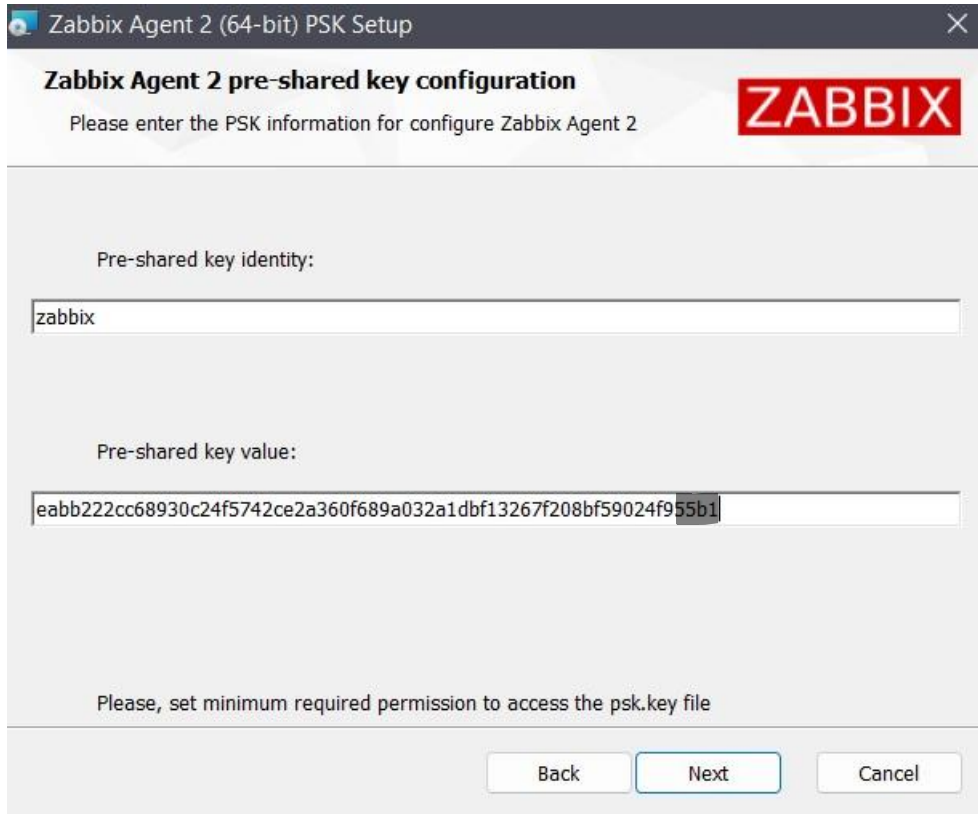 Zabbix Agent 2 (64-bit) PSK Setup
Zabbix Agent 2 pre-shared key configuration
Please enter the PSK information for configure Zabbix Agent 2
ZABBIX
Pre-shared key identity:
zabbix
Pre-shared key value:
eabb222cc68930c24f5742ce2a360f689a032a1dbf13267f208bf59024f955b1
Please, set minimum required permission to access the psk.key file
Back
Next
Cancel